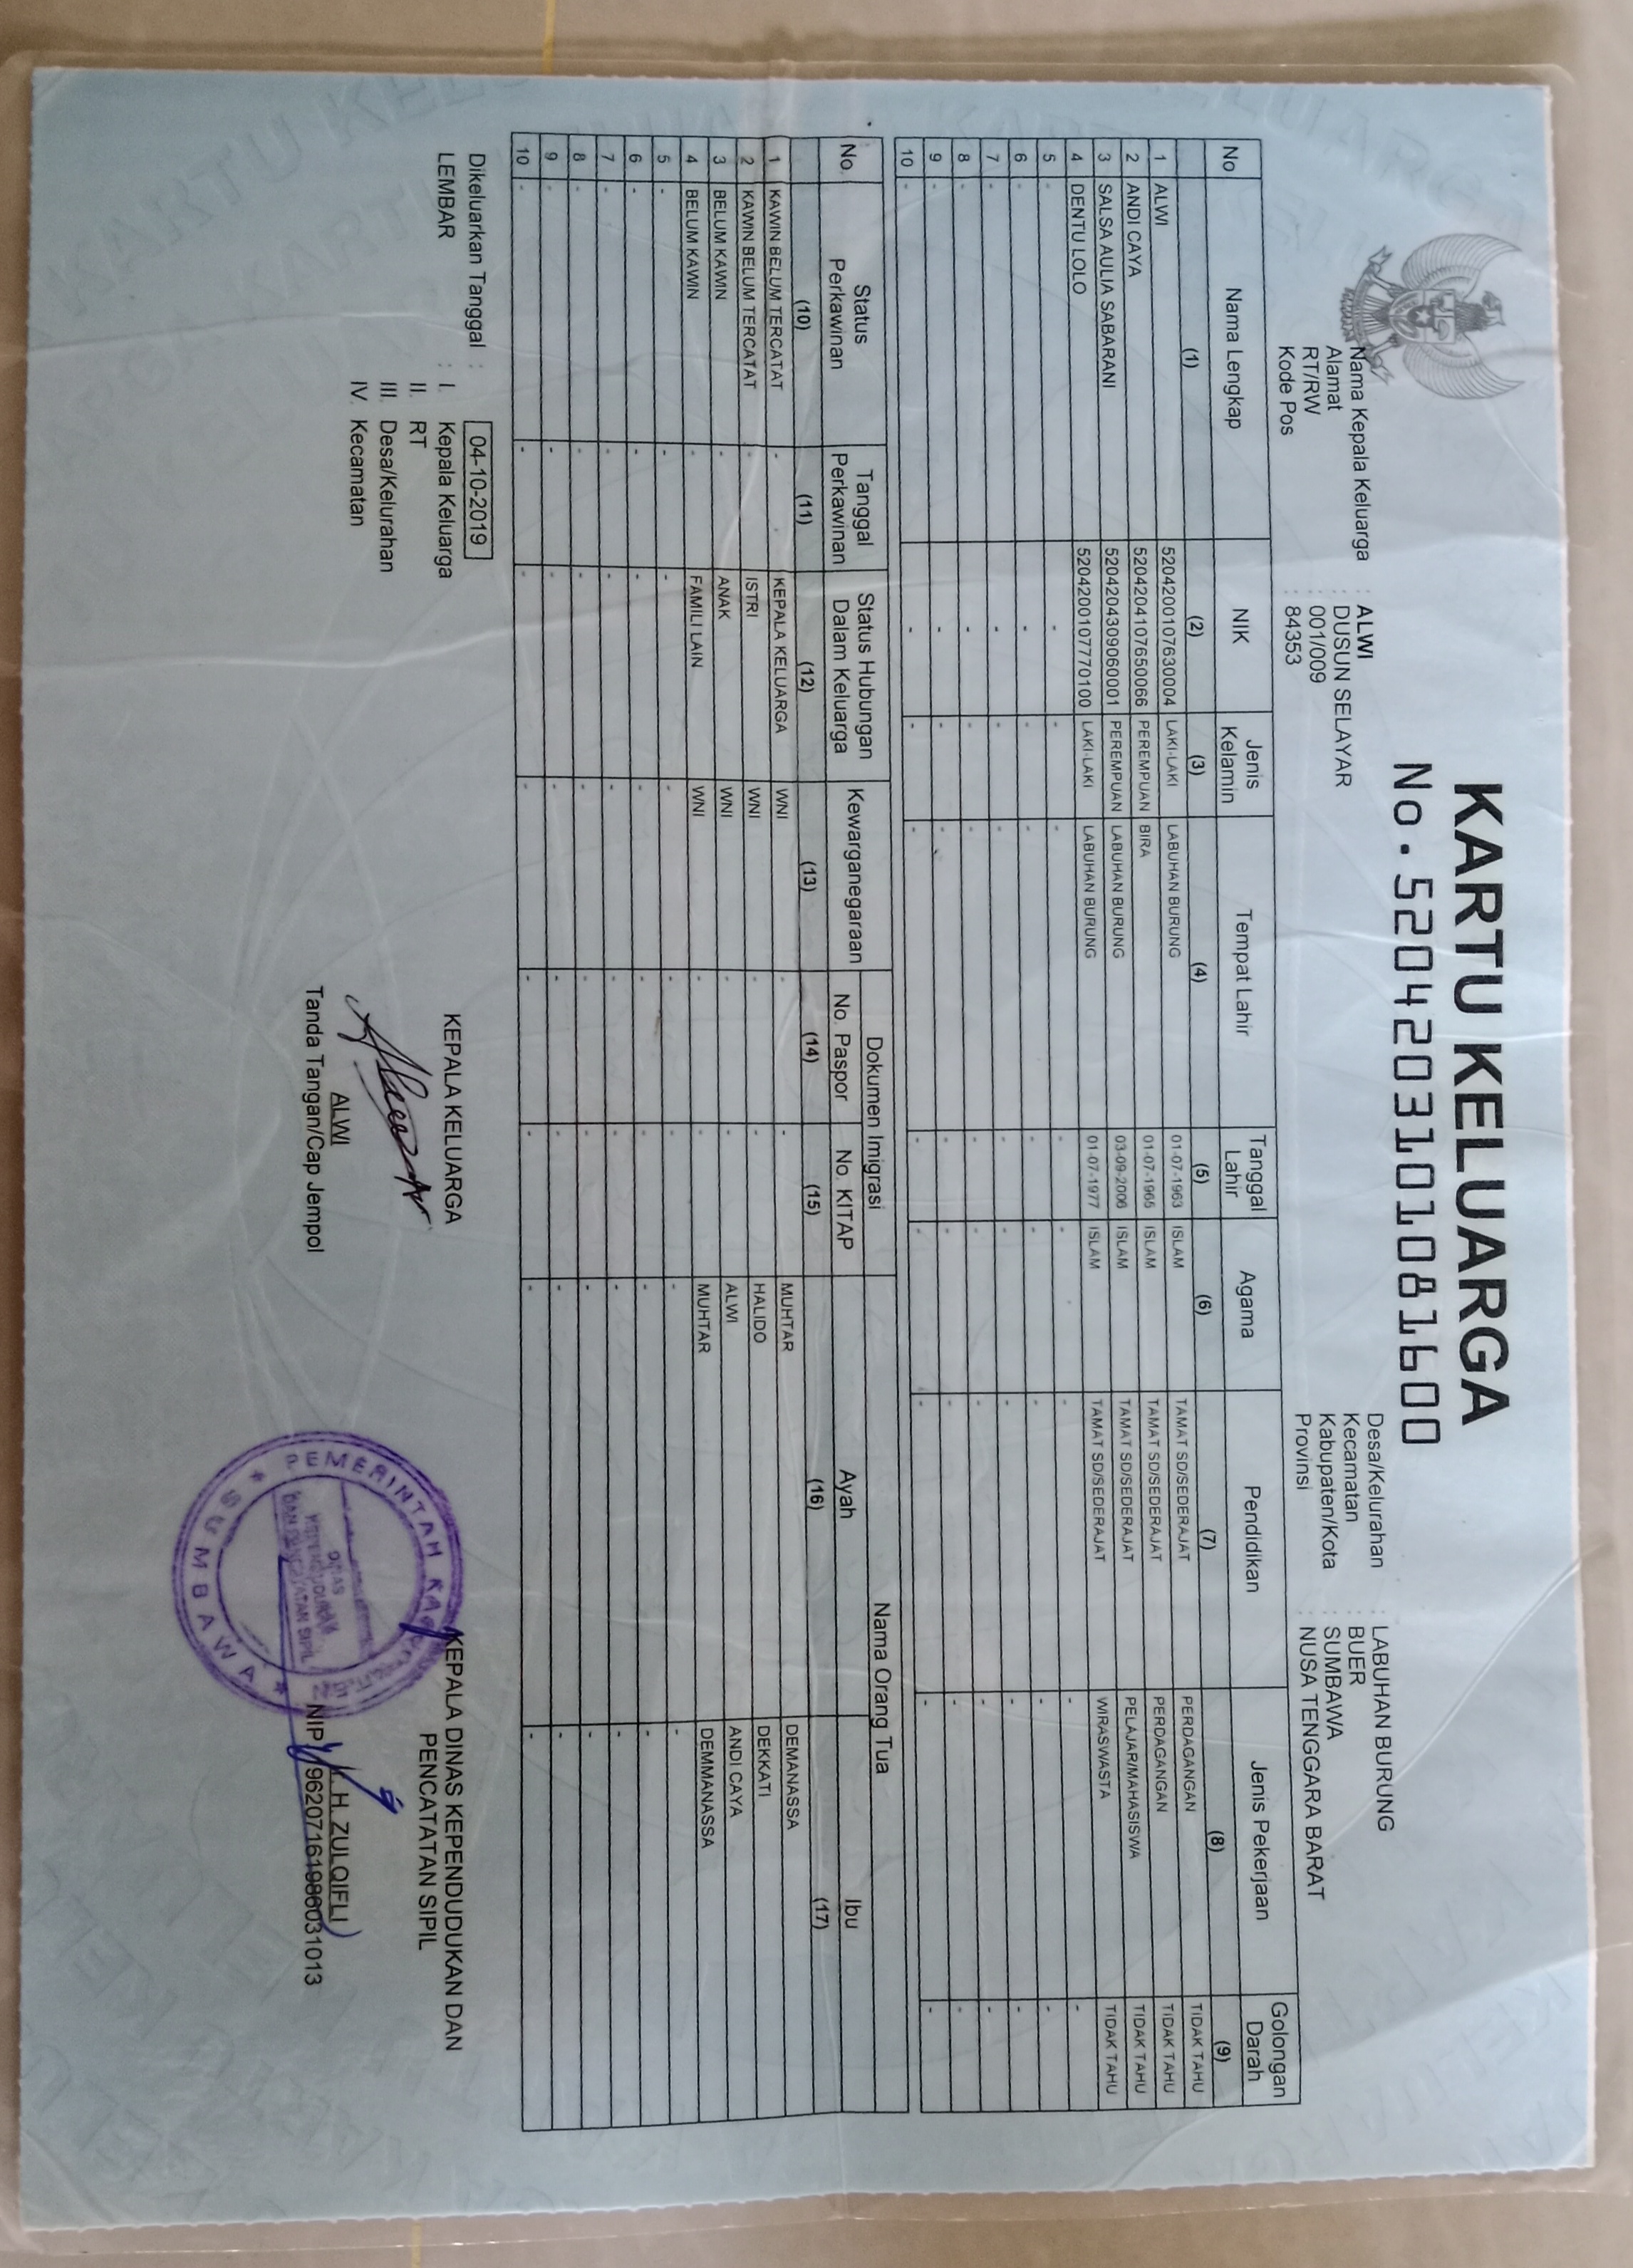 KARTU KELUARGA
No. 5204203101081600
Nama Kepala Keluarga : ALWI
Alamat : DUSUN SELAYAR
RT/RW : 001/009
Kode Pos : 84353
Desa/Kelurahan : LABUHAN BURUNG
Kecamatan : BUER
Kabupaten/Kota : SUMBAWA
Provinsi : NUSA TENGGARA BARAT
No Nama Lengkap NIK Jenis Kelamin Tempat Lahir Tanggal Lahir Agama Pendidikan Jenis Pekerjaan Golongan Darah
(1) (2) (3) (4) (5) (6) (7) (8) (9)
1 ALWI 5204200107630004 LAKI-LAKI LABUHAN BURUNG 01-07-1963 ISLAM TAMAT SD/SEDERAJAT PERDAGANGAN TIDAK TAHU
2 ANDI CAYA 5204204107650066 PEREMPUAN BIRA 01-07-1965 ISLAM TAMAT SD/SEDERAJAT PERDAGANGAN TIDAK TAHU
3 SALSA AULIA SABARANI 5204204309060001 PEREMPUAN LABUHAN BURUNG 03-09-2006 ISLAM TAMAT SD/SEDERAJAT PELAJAR/MAHASISWA TIDAK TAHU
4 DENTU LOLO 5204200107770100 LAKI-LAKI LABUHAN BURUNG 01-07-1977 ISLAM TAMAT SD/SEDERAJAT WIRASWASTA TIDAK TAHU
5 - - - - - - - - -
6 - - - - - - - - -
7 - - - - - - - - -
8 - - - - - - - - -
9 - - - - - - - - -
10 - - - - - - - - -
No. Status Perkawinan Tanggal Perkawinan Status Hubungan Dalam Keluarga Kewarganegaraan Dokumen Imigrasi Nama Orang Tua
No. Paspor No. KITAP Ayah Ibu
(10) (11) (12) (13) (14) (15) (16) (17)
1 KAWIN BELUM TERCATAT - KEPALA KELUARGA WNI - - MUHTAR DEMANASSA
2 KAWIN BELUM TERCATAT - ISTRI WNI - - HALIDO DEKKATI
3 BELUM KAWIN - ANAK WNI - - ALWI ANDI CAYA
4 BELUM KAWIN - FAMILI LAIN WNI - - MUHTAR DEMMANASSA
5 - - - - - - - -
6 - - - - - - - -
7 - - - - - - - -
8 - - - - - - - -
9 - - - - - - - -
10 - - - - - - - -
Dikeluarkan Tanggal : 04-10-2019
LEMBAR : I. Kepala Keluarga
II. RT
III. Desa/Kelurahan
IV. Kecamatan
KEPALA KELUARGA
ALWI
Tanda Tangan/Cap Jempol
KEPALA DINAS KEPENDUDUKAN DAN
PENCATATAN SIPIL
H. ZULQIFLI
NIP. 196207161986031013
PEMERINTAH
SUMBAWA